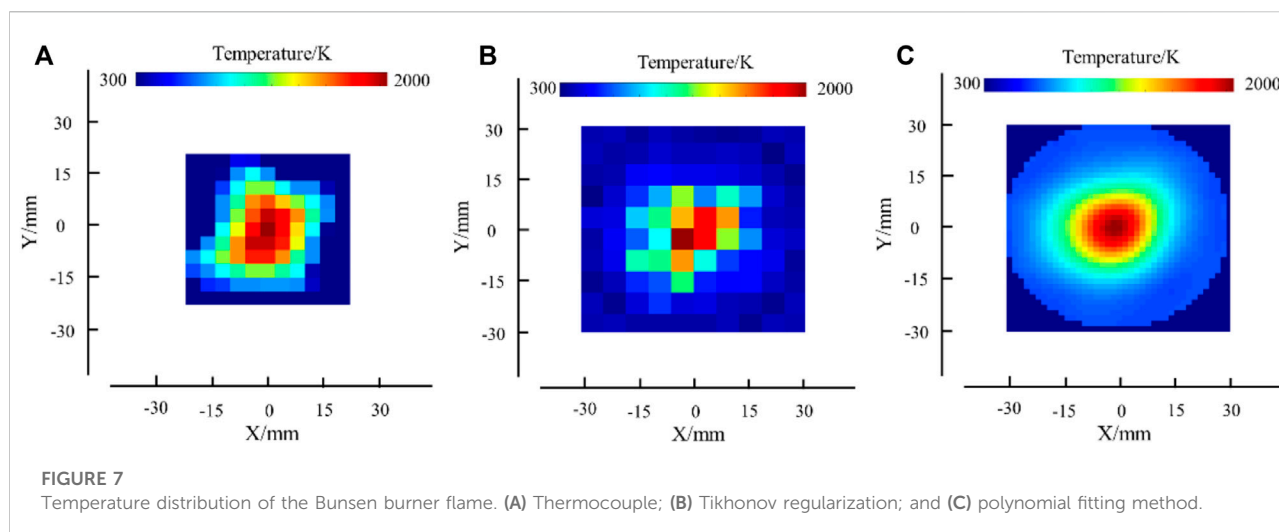 A
Temperature/K
300
2000
30
15
0
-15
-30
Y/mm
-30
-15
0
15
30
X/mm
B
Temperature/K
300
2000
30
15
0
-15
-30
Y/mm
-30
-15
0
15
30
X/mm
C
Temperature/K
300
2000
30
15
0
-15
-30
Y/mm
-30
-15
0
15
30
X/mm
FIGURE 7
Temperature distribution of the Bunsen burner flame. (A) Thermocouple; (B) Tikhonov regularization; and (C) polynomial fitting method.